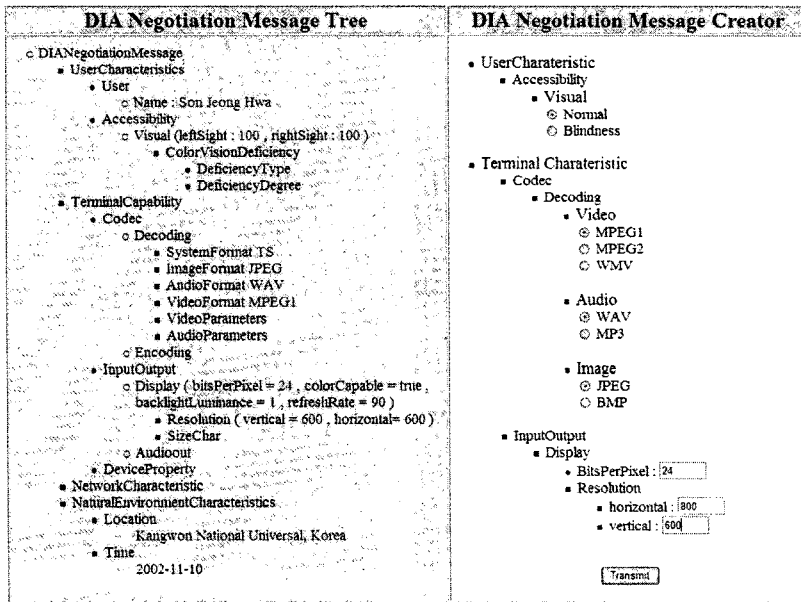 DIA Negotiation Message Tree
DIANegotiationMessage
UserCharacteristics
User
Name : Son Jeong Hwa
Accessibility
Visual (leftSight : 100 , rightSight : 100 )
ColorVisionDeficiency
DeficiencyType
DeficiencyDegree
TerminalCapability
Codec
Decoding
SystemFormat TS
ImageFormat JPEG
AudioFormat WAV
VideoFormat MPEG1
VideoParameters
AudioParameters
Encoding
InputOutput
Display ( bitsPerPixel = 24 , colorCapable = true ,
backlightLuminance = 1 , refreshRate = 90 )
Resolution ( vertical = 600 , horizontal= 600 )
SizeChar
Audioout
DeviceProperty
NetworkCharacteristic
NaturalEnvironmentCharacteristics
Location
Kangwon National Universal, Korea
Time
2002-11-10
DIA Negotiation Message Creator
UserCharateristic
Accessibility
Visual
Normal
Blindness
Terminal Charateristic
Codec
Decoding
Video
MPEG1
MPEG2
WMV
Audio
WAV
MP3
Image
JPEG
BMP
InputOutput
Display
BitsPerPixel : 24
Resolution
horizontal : 800
vertical : 600
Transmit